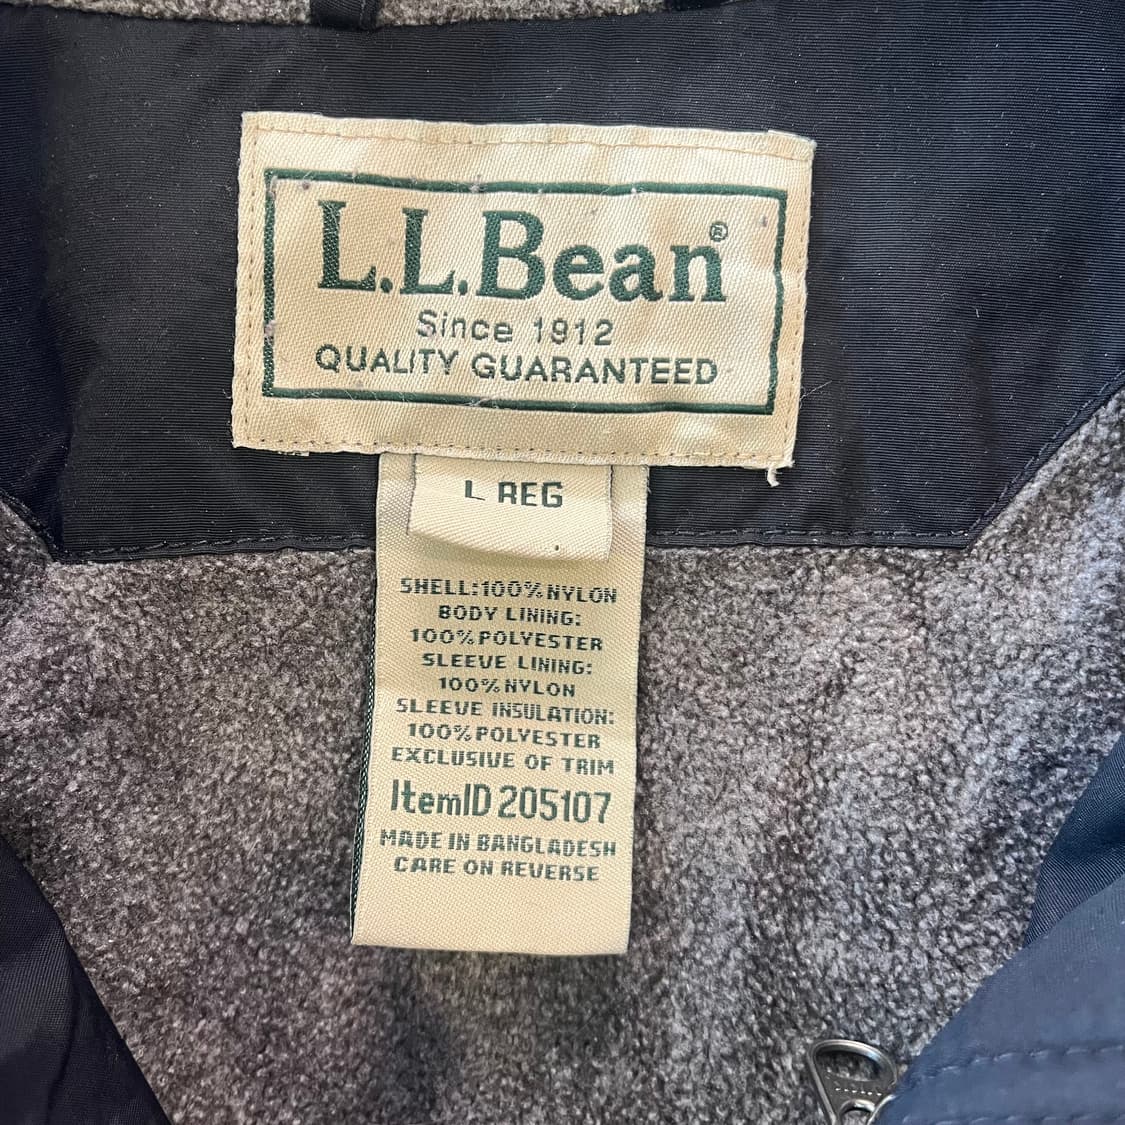 L.L.Bean®
Since 1912
QUALITY GUARANTEED
L REG
SHELL:100% NYLON
BODY LINING:
100% POLYESTER
SLEEVE LINING:
100% NYLON
SLEEVE INSULATION:
100% POLYESTER
EXCLUSIVE OF TRIM
ItemID 205107
MADE IN BANGLADESH
CARE ON REVERSE